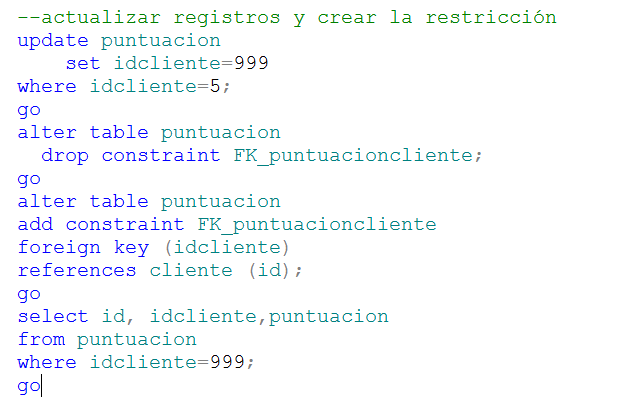 --actualizar registros y crear la restricción
update puntuacion
    set idcliente=999
where idcliente=5;
go
alter table puntuacion
  drop constraint FK_puntuacioncliente;
go
alter table puntuacion
add constraint FK_puntuacioncliente
foreign key (idcliente)
references cliente (id);
go
select id, idcliente,puntuacion
from puntuacion
where idcliente=999;
go